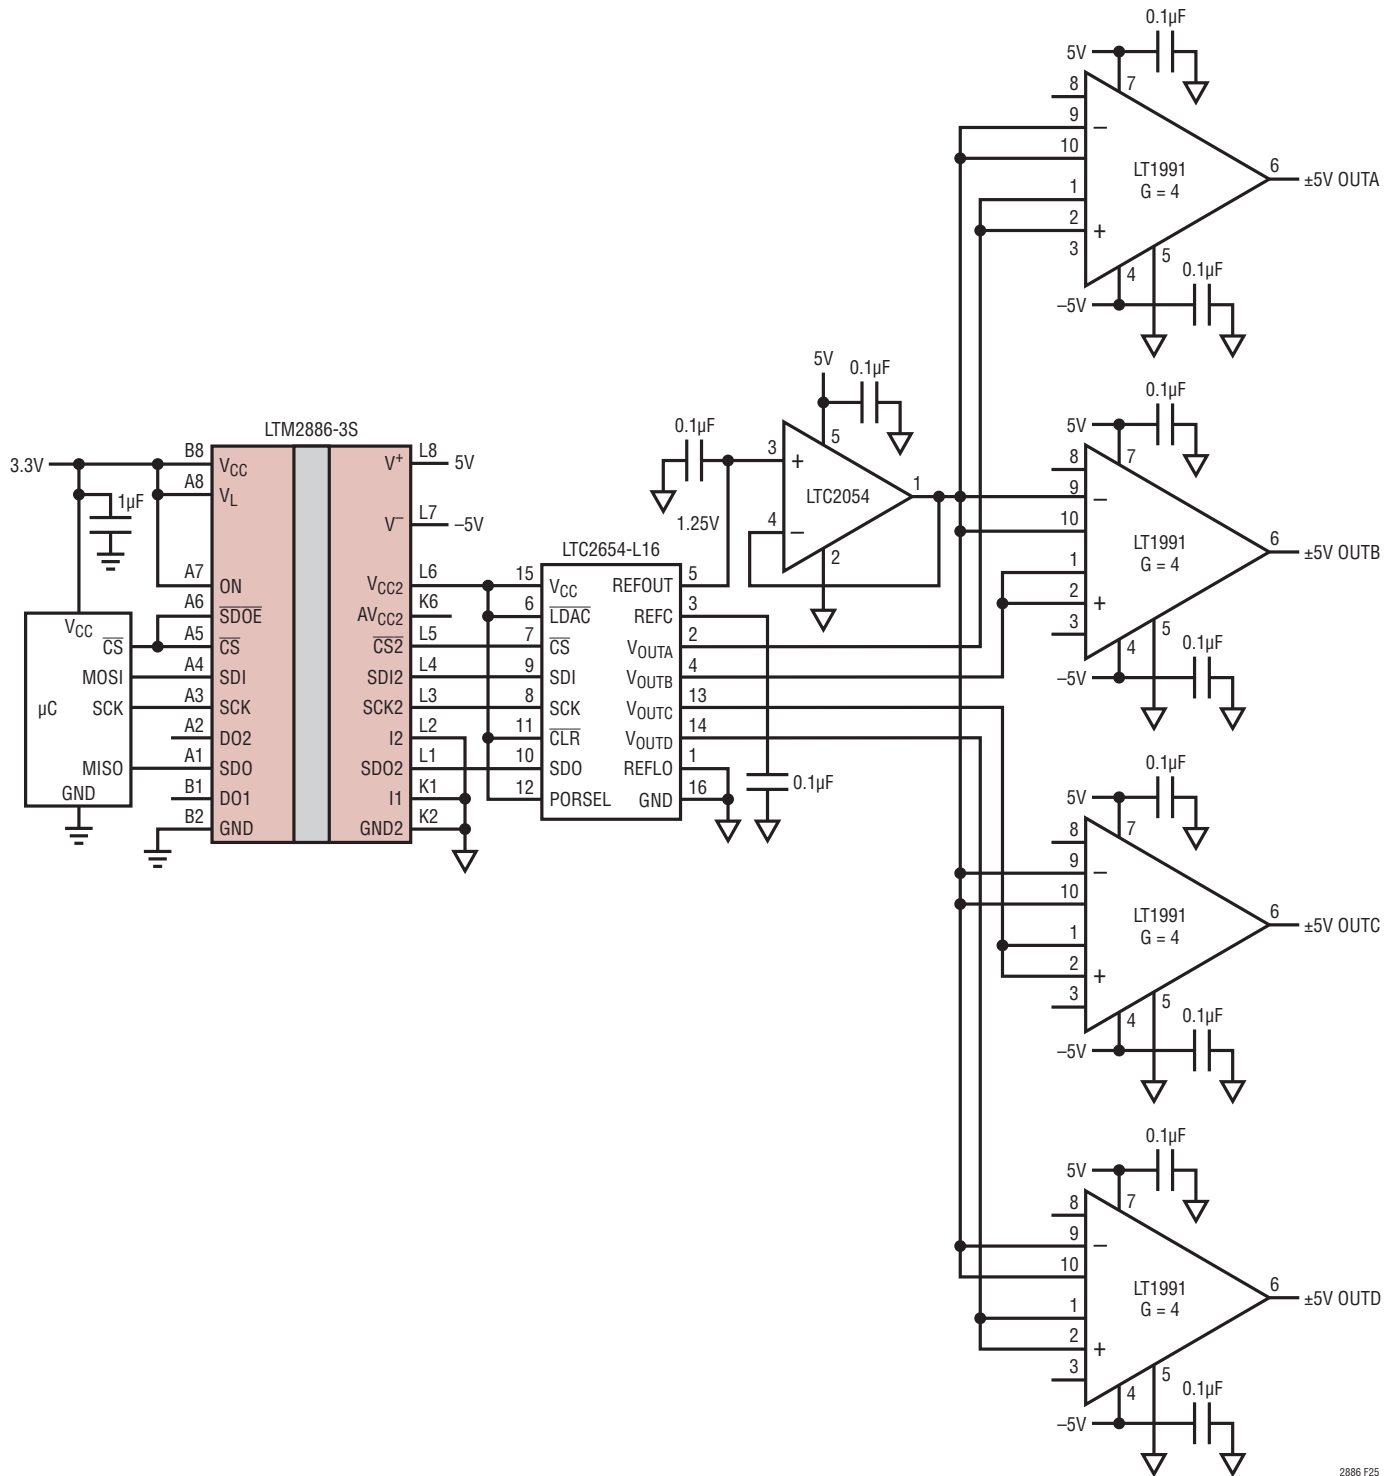 0.1µF
5V
7
8
9
–
10
LT1991
G = 4
1
2
+
3
6
±5V OUTA
5
4
0.1µF
–5V
0.1µF
5V
7
8
9
–
10
LT1991
G = 4
1
2
+
3
6
±5V OUTB
5
4
0.1µF
–5V
5V
0.1µF
5
0.1µF
3
+
LTC2054
1
4
–
2
1.25V
LTM2886-3S
3.3V
B8
VCC
A8
VL
1µF
A7
ON
A6
SDOE
A5
CS
A4
SDI
A3
SCK
A2
DO2
A1
SDO
B1
DO1
B2
GND
VCC
CS
MOSI
µC
SCK
MISO
GND
V+
L8
5V
V–
L7
–5V
VCC2
L6
AVCC2
K6
CS2
L5
SDI2
L4
SCK2
L3
I2
L2
SDO2
L1
I1
K1
GND2
K2
LTC2654-L16
15
VCC
6
LDAC
7
CS
9
SDI
8
SCK
11
CLR
10
SDO
12
PORSEL
REFOUT
5
REFC
3
VOUTA
2
VOUTB
4
VOUTC
13
VOUTD
14
REFLO
1
GND
16
0.1µF
0.1µF
5V
7
8
9
–
10
LT1991
G = 4
1
2
+
3
6
±5V OUTC
5
4
0.1µF
–5V
0.1µF
5V
7
8
9
–
10
LT1991
G = 4
1
2
+
3
6
±5V OUTD
5
4
0.1µF
–5V
2886 F25